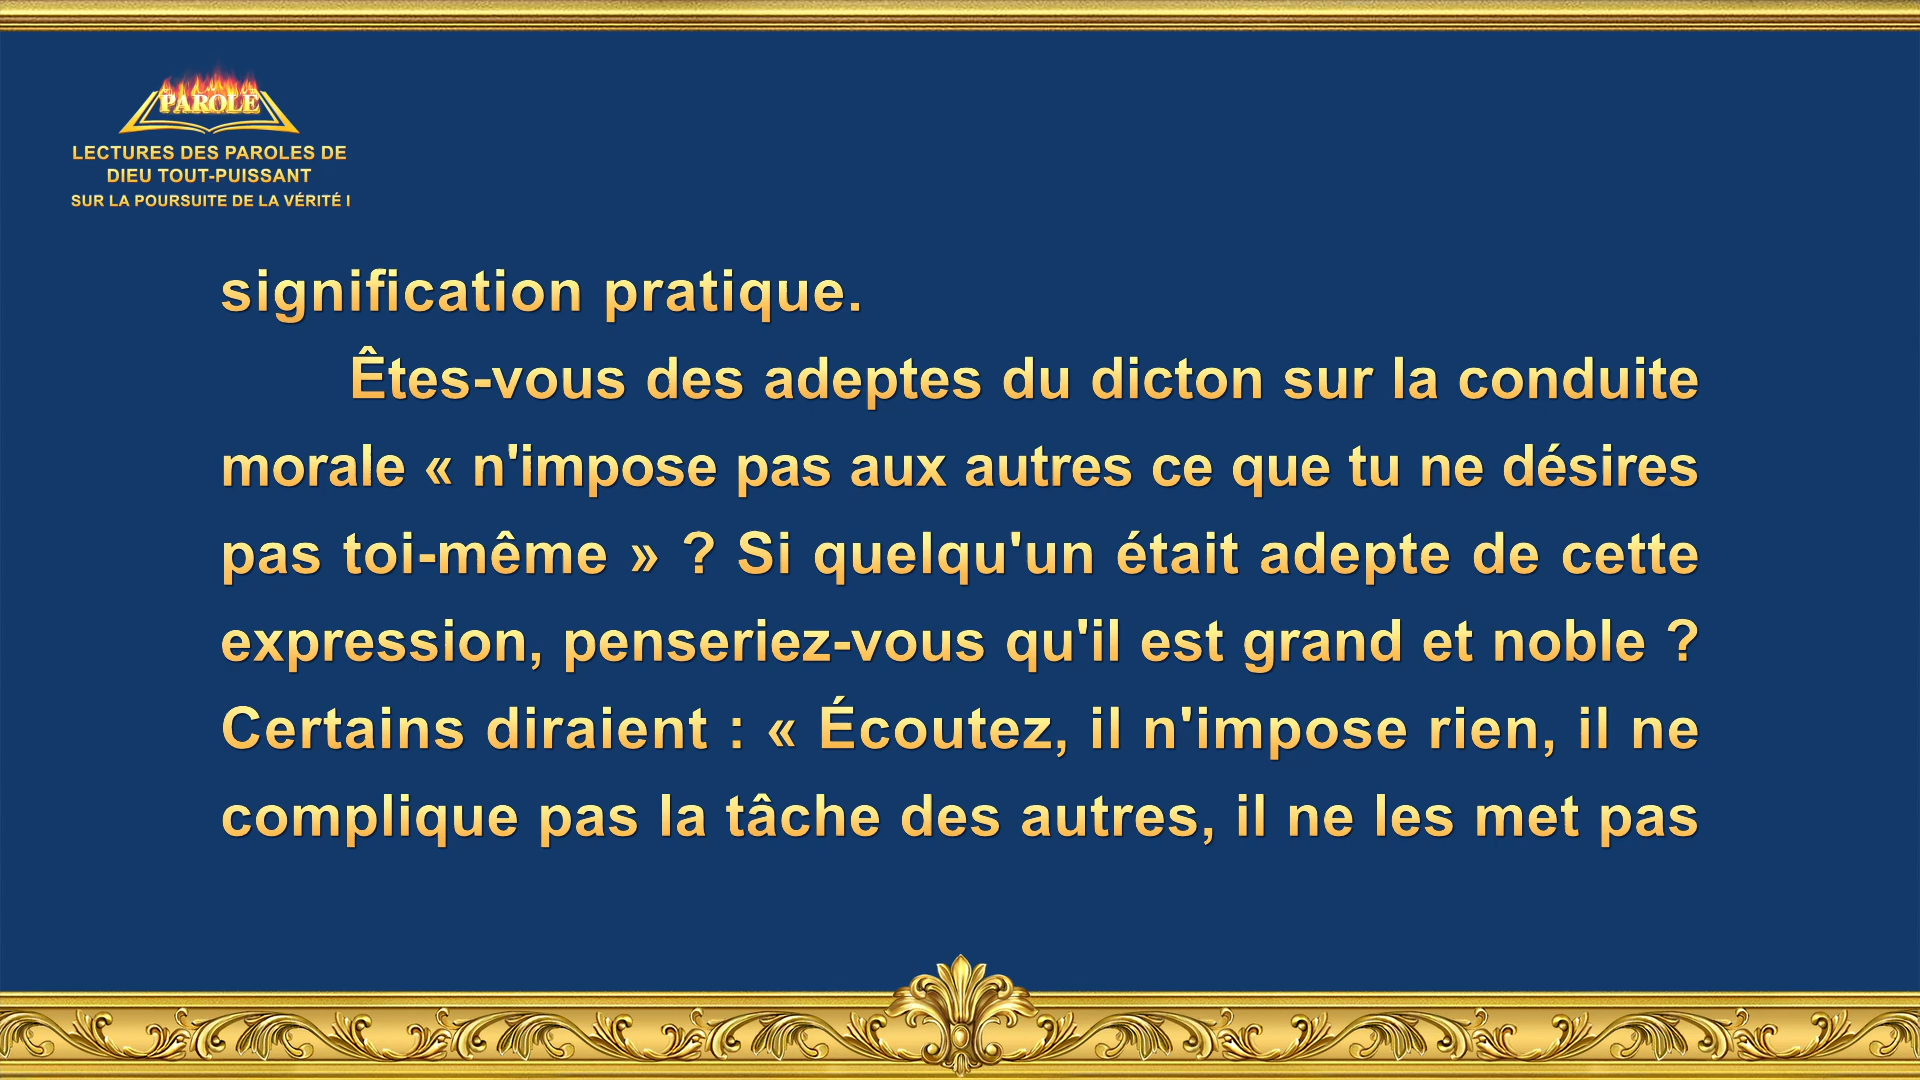 PAROLE
LECTURES DES PAROLES DE
DIEU TOUT-PUISSANT
SUR LA POURSUITE DE LA VÉRITÉ I
signification pratique.
Êtes-vous des adeptes du dicton sur la conduite
morale « n'impose pas aux autres ce que tu ne désires
pas toi-même » ? Si quelqu'un était adepte de cette
expression, penseriez-vous qu'il est grand et noble ?
Certains diraient : « Écoutez, il n'impose rien, il ne
complique pas la tâche des autres, il ne les met pas